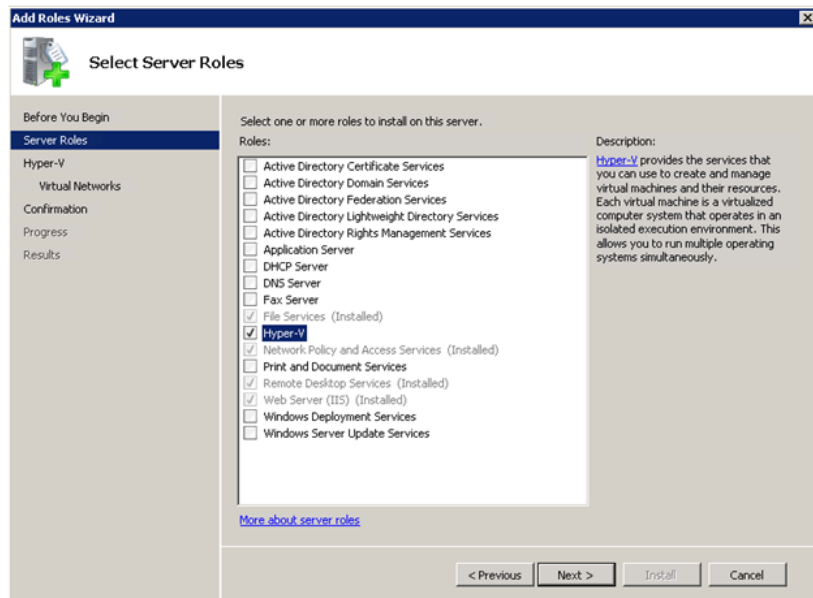 Add Roles Wizard
Select Server Roles
Before You Begin
Server Roles
Hyper-V
Virtual Networks
Confirmation
Progress
Results
Select one or more roles to install on this server.
Roles:
Active Directory Certificate Services
Active Directory Domain Services
Active Directory Federation Services
Active Directory Lightweight Directory Services
Active Directory Rights Management Services
Application Server
DHCP Server
DNS Server
Fax Server
File Services (Installed)
Hyper-V
Network Policy and Access Services (Installed)
Print and Document Services
Remote Desktop Services (Installed)
Web Server (IIS) (Installed)
Windows Deployment Services
Windows Server Update Services
More about server roles
Description:
Hyper-V provides the services that
you can use to create and manage
virtual machines and their resources.
Each virtual machine is a virtualized
computer system that operates in an
isolated execution environment. This
allows you to run multiple operating
systems simultaneously.
< Previous
Next >
Install
Cancel